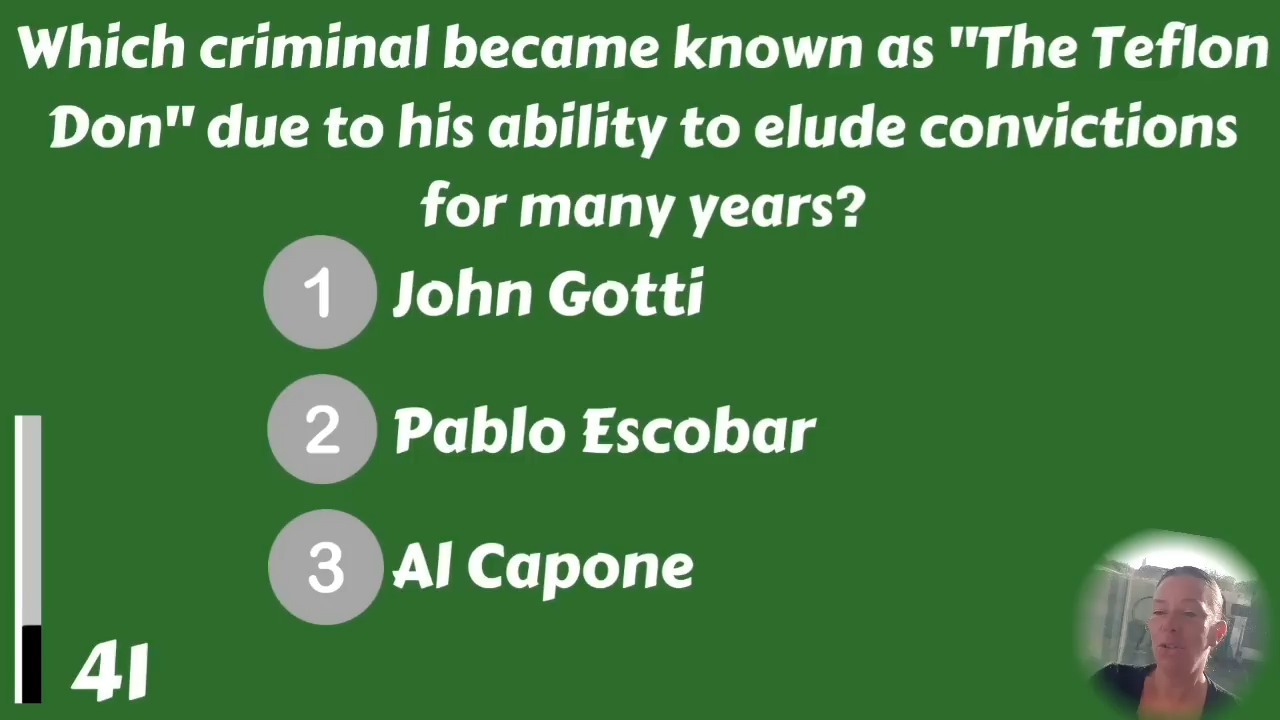 Which criminal became known as "The Teflon
Don" due to his ability to elude convictions
for many years?
1 John Gotti
2 Pablo Escobar
3 Al Capone
41